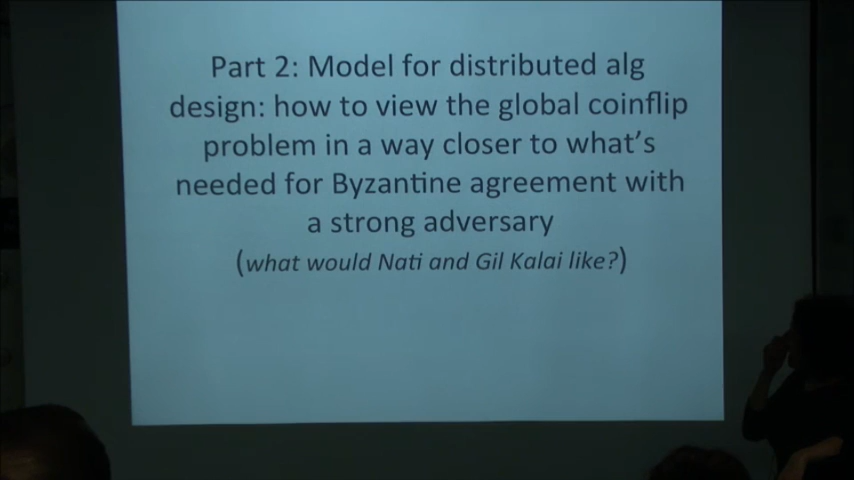 Part 2: Model for distributed alg
design: how to view the global coinflip
problem in a way closer to what's
needed for Byzantine agreement with
a strong adversary
(what would Nati and Gil Kalai like?)